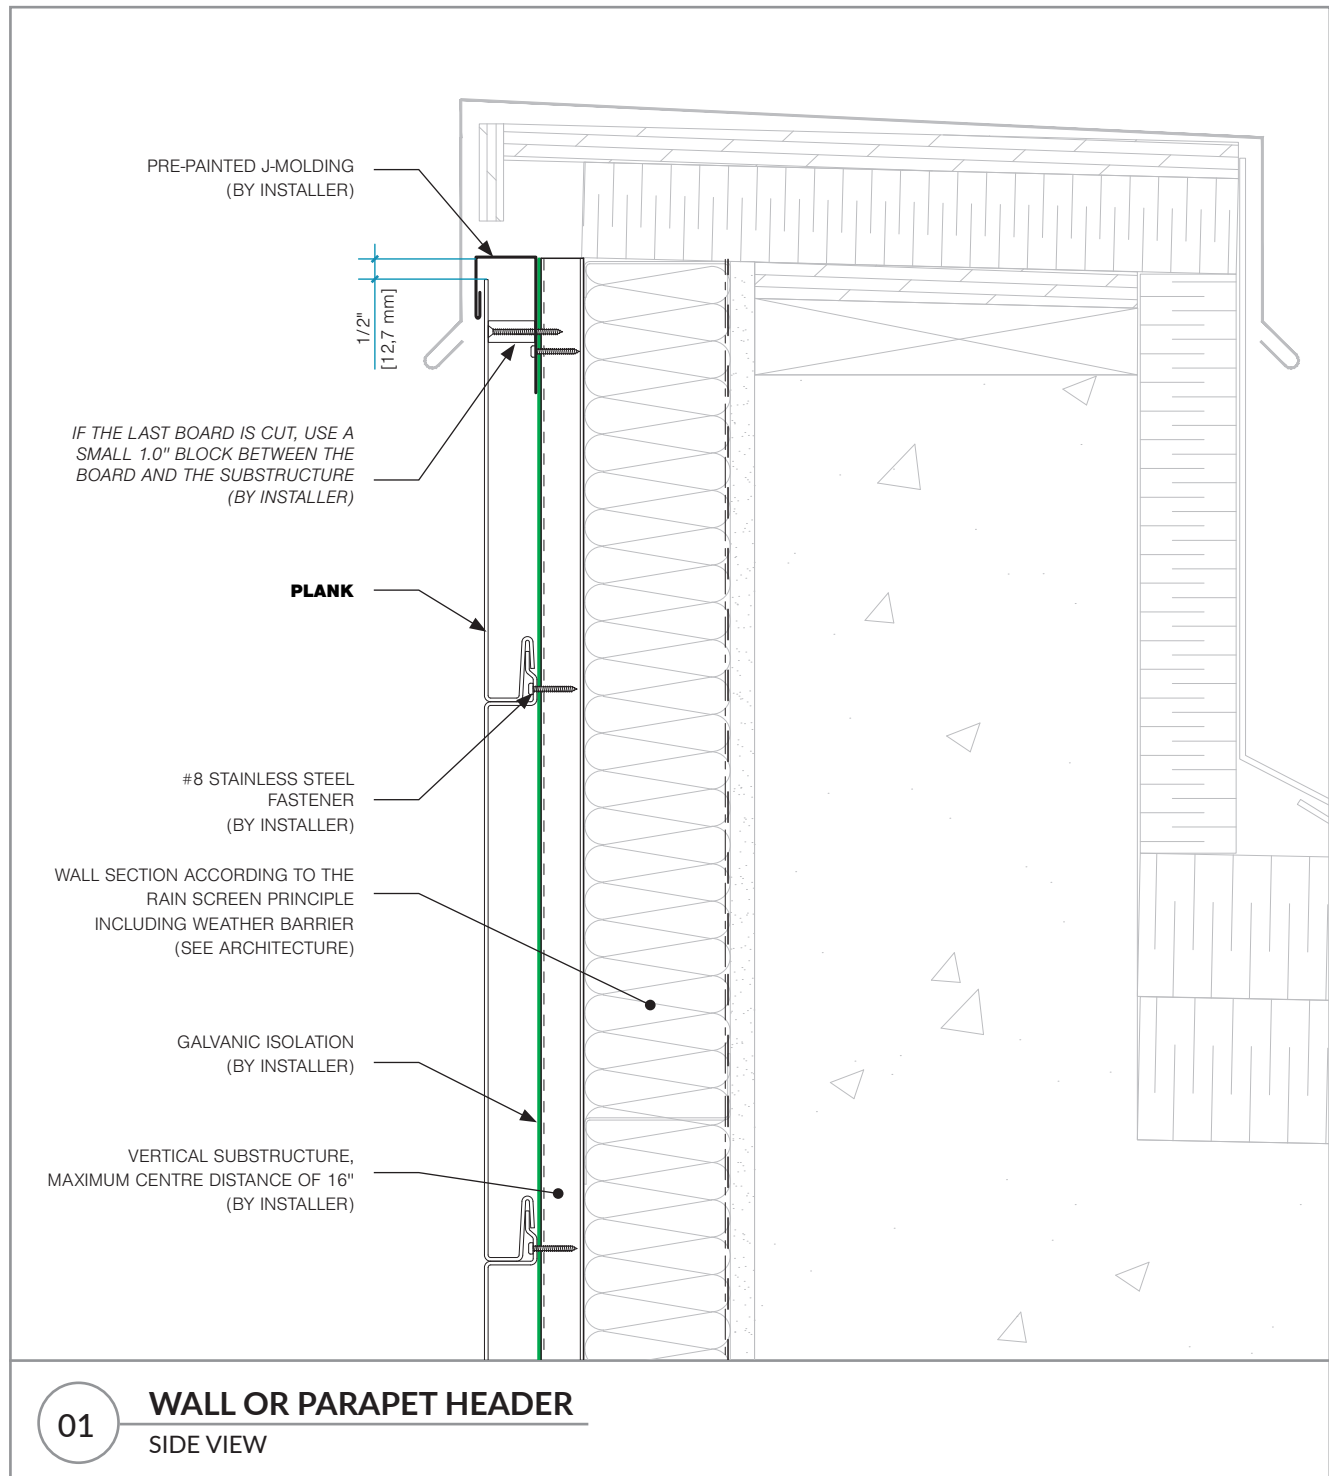 PRE-PAINTED J-MOLDING
(BY INSTALLER)
1/2"
[12,7 mm]
IF THE LAST BOARD IS CUT, USE A
SMALL 1.0" BLOCK BETWEEN THE
BOARD AND THE SUBSTRUCTURE
(BY INSTALLER)
PLANK
#8 STAINLESS STEEL
FASTENER
(BY INSTALLER)
WALL SECTION ACCORDING TO THE
RAIN SCREEN PRINCIPLE
INCLUDING WEATHER BARRIER
(SEE ARCHITECTURE)
GALVANIC ISOLATION
(BY INSTALLER)
VERTICAL SUBSTRUCTURE,
MAXIMUM CENTRE DISTANCE OF 16"
(BY INSTALLER)
01
WALL OR PARAPET HEADER
SIDE VIEW